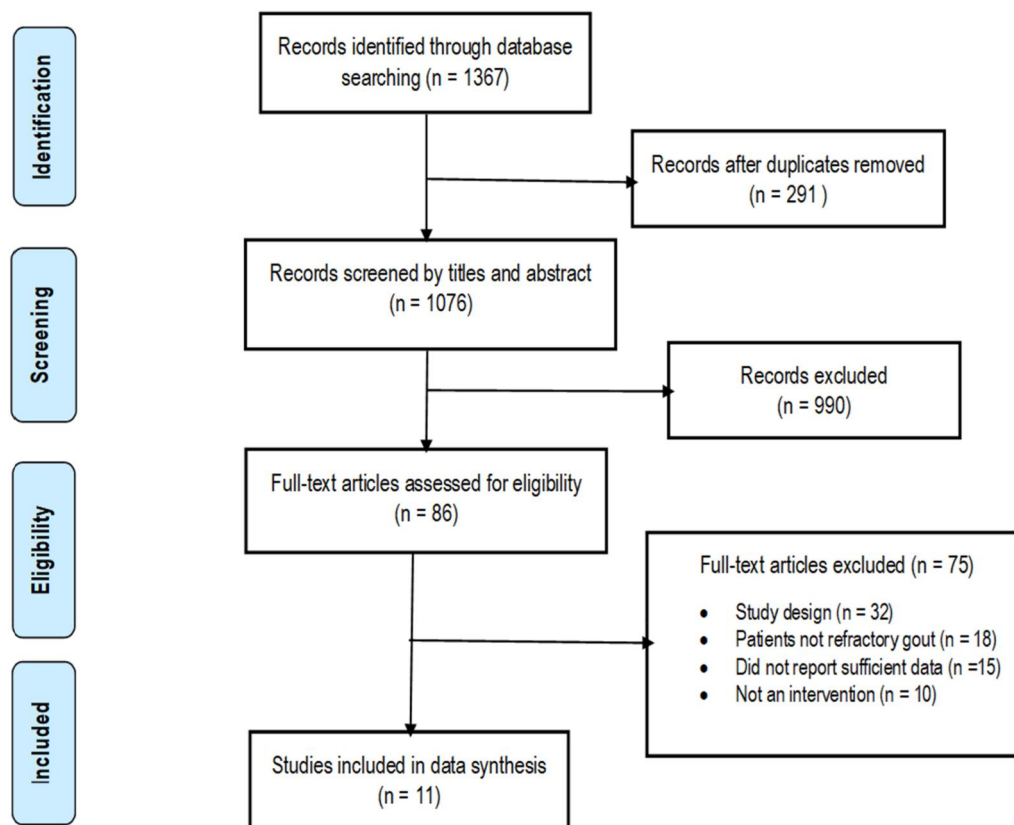 Identification
Records identified through database
searching (n = 1367)
Records after duplicates removed
(n = 291 )
Screening
Records screened by titles and abstract
(n = 1076)
Records excluded
(n = 990)
Eligibility
Full-text articles assessed for eligibility
(n = 86)
Full-text articles excluded (n = 75)
• Study design (n = 32)
• Patients not refractory gout (n = 18)
• Did not report sufficient data (n =15)
• Not an intervention (n = 10)
Included
Studies included in data synthesis
(n = 11)